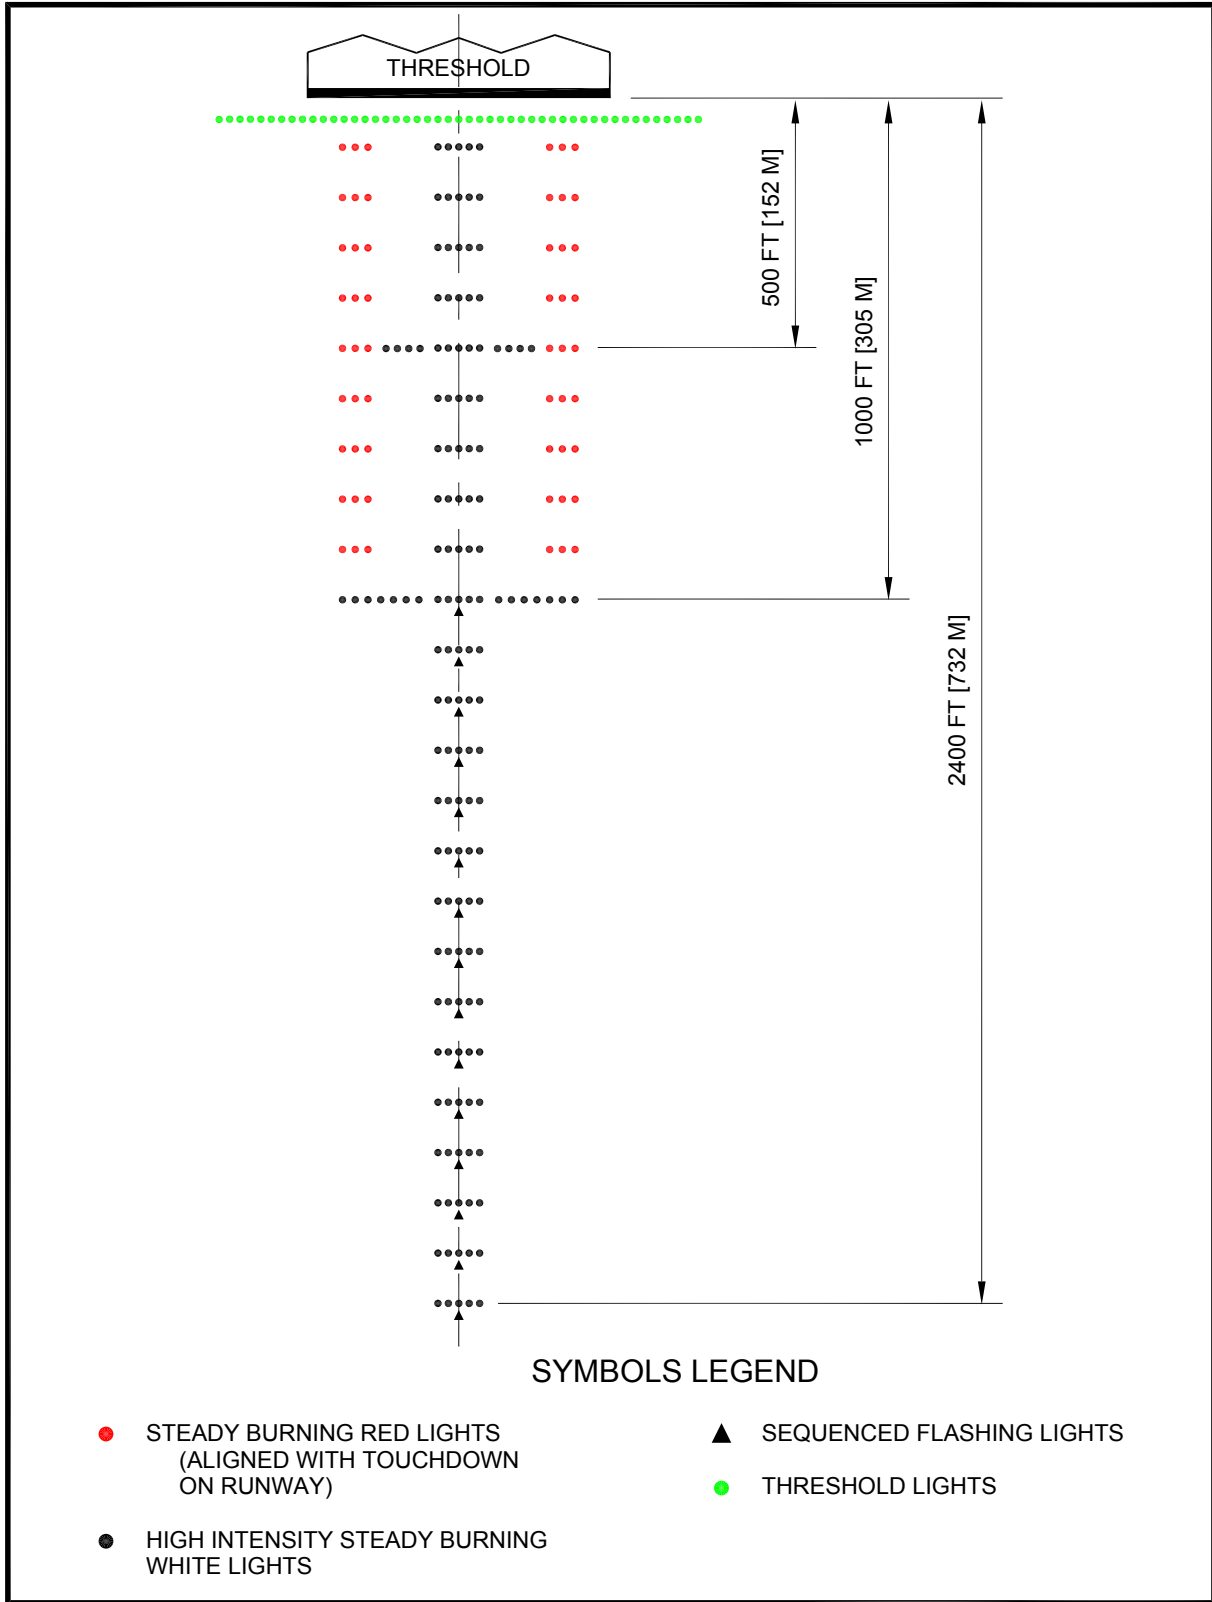 THRESHOLD
500 FT [152 M]
1000 FT [305 M]
2400 FT [732 M]
SYMBOLS LEGEND
STEADY BURNING RED LIGHTS
(ALIGNED WITH TOUCHDOWN
ON RUNWAY)
HIGH INTENSITY STEADY BURNING
WHITE LIGHTS
SEQUENCED FLASHING LIGHTS
THRESHOLD LIGHTS